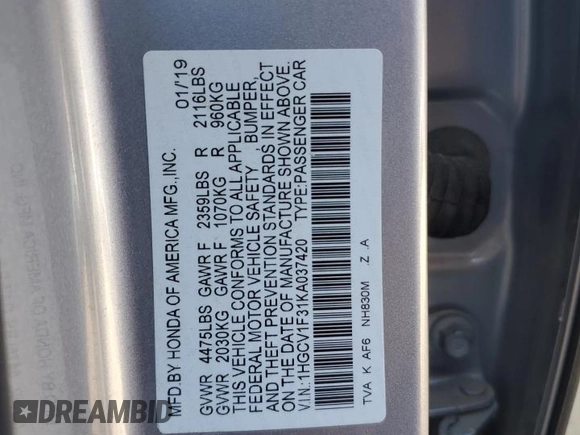 MFD.BY HONDA OF AMERICA MFG.,INC. 01/19
GVWR 4475LBS GAWR F 2359LBS R 2116LBS
GVWR 2030KG GAWR F 1070KG R 960KG
THIS VEHICLE CONFORMS TO ALL APPLICABLE
FEDERAL MOTOR VEHICLE SAFETY , BUMPER,
AND THEFT PREVENTION STANDARDS IN EFFECT
ON THE DATE OF MANUFACTURE SHOWN ABOVE.
V.I.N.:1HGCV1F31KA037420 TYPE:PASSENGER CAR
TVA K AF6 NH830M .Z .A
DREAMBID